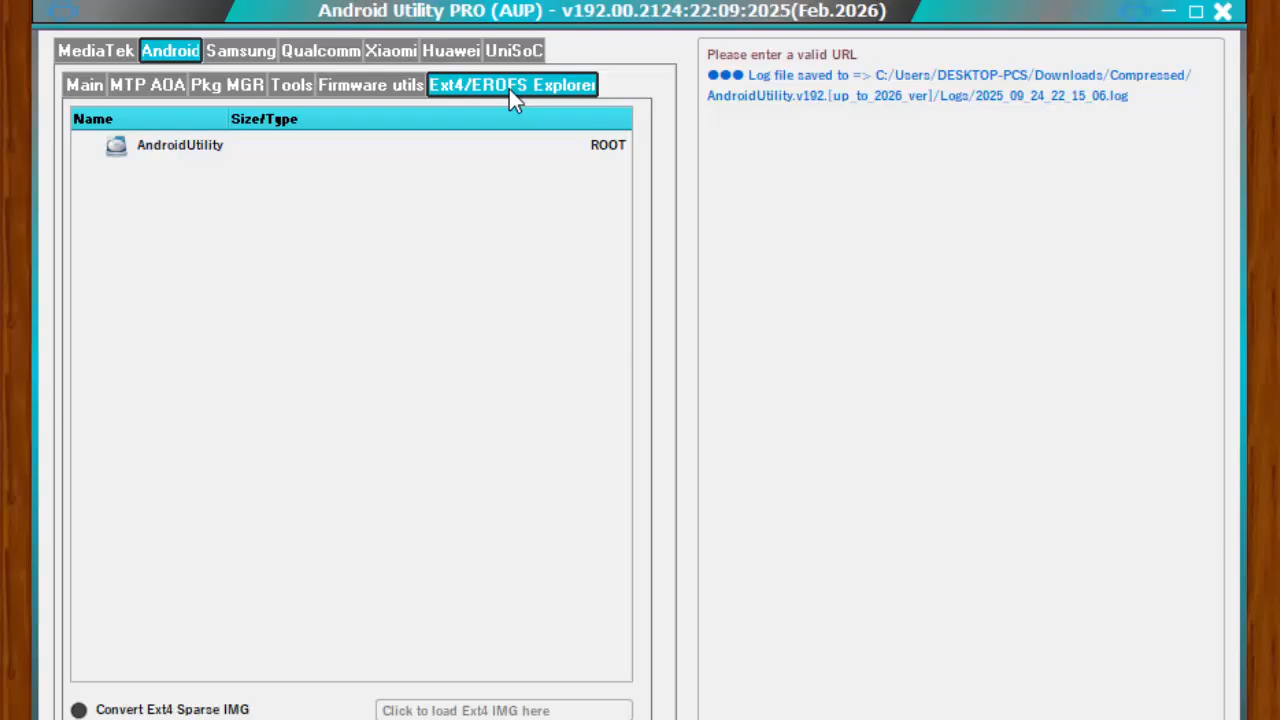 Android Utility PRO (AUP) - v192.00.2124:22:09:2025(Feb.2026)
MediaTek Android Samsung Qualcomm Xiaomi Huawei UniSoC
Main MTP AOA Pkg MGR Tools Firmware utils Ext4/EROFS Explorer
Name Size/Type
AndroidUtility ROOT
Convert Ext4 Sparse IMG Click to load Ext4 IMG here
Please enter a valid URL
●●● Log file saved to => C:/Users/DESKTOP-PCS/Downloads/Compressed/
AndroidUtility.v192.[up_to_2026_ver]/Logs/2025_09_24_22_15_06.log